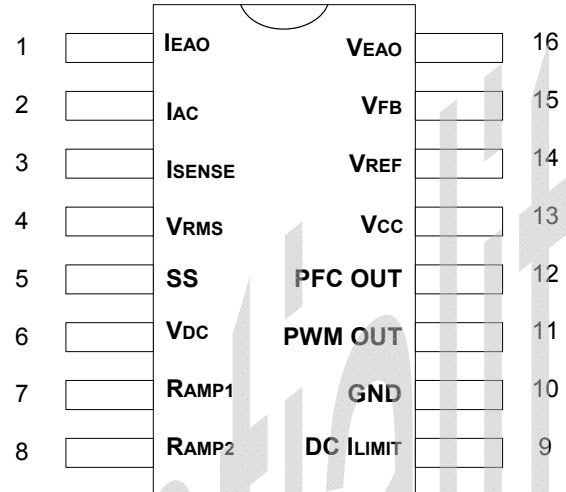 1 IEAO VEAO 16
2 IAC VFB 15
3 ISENSE VREF 14
4 VRMS VCC 13
5 SS PFC OUT 12
6 VDC PWM OUT 11
7 RAMP1 GND 10
8 RAMP2 DC ILIMIT 9